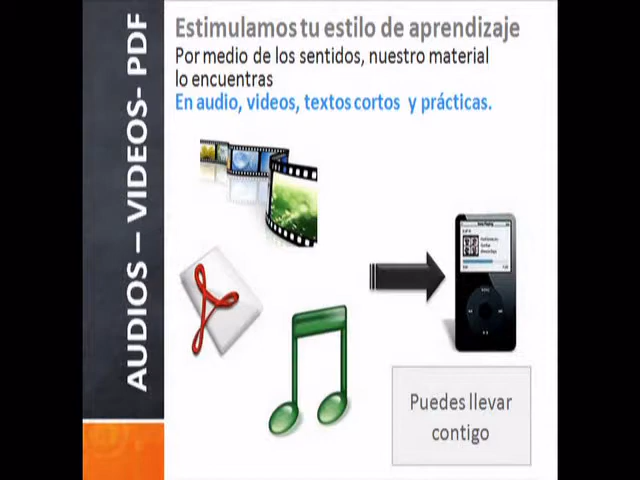 AUDIOS – VIDEOS- PDF
Estimulamos tu estilo de aprendizaje
Por medio de los sentidos, nuestro material
lo encuentras
En audio, videos, textos cortos y prácticas.
Puedes llevar
contigo